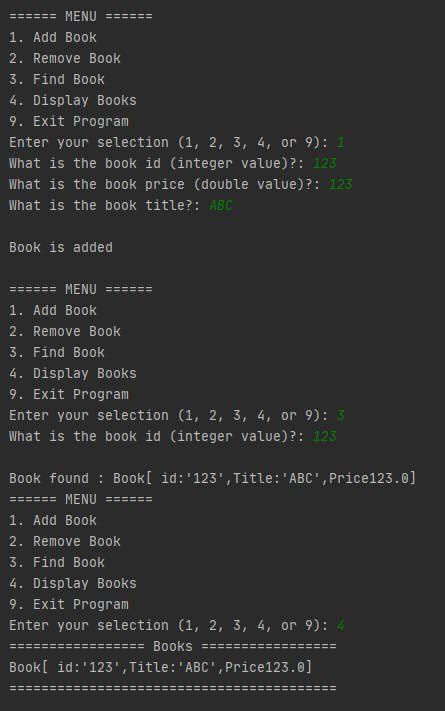 ====== MENU ======
1. Add Book
2. Remove Book
3. Find Book
4. Display Books
9. Exit Program
Enter your selection (1, 2, 3, 4, or 9): 1
What is the book id (integer value)?: 123
What is the book price (double value)?: 123
What is the book title?: ABC
Book is added
====== MENU ======
1. Add Book
2. Remove Book
3. Find Book
4. Display Books
9. Exit Program
Enter your selection (1, 2, 3, 4, or 9): 3
What is the book id (integer value)?: 123
Book found : Book[ id:'123',Title:'ABC',Price123.0]
====== MENU ======
1. Add Book
2. Remove Book
3. Find Book
4. Display Books
9. Exit Program
Enter your selection (1, 2, 3, 4, or 9): 4
================= Books =================
Book[ id:'123',Title:'ABC',Price123.0]
=========================================